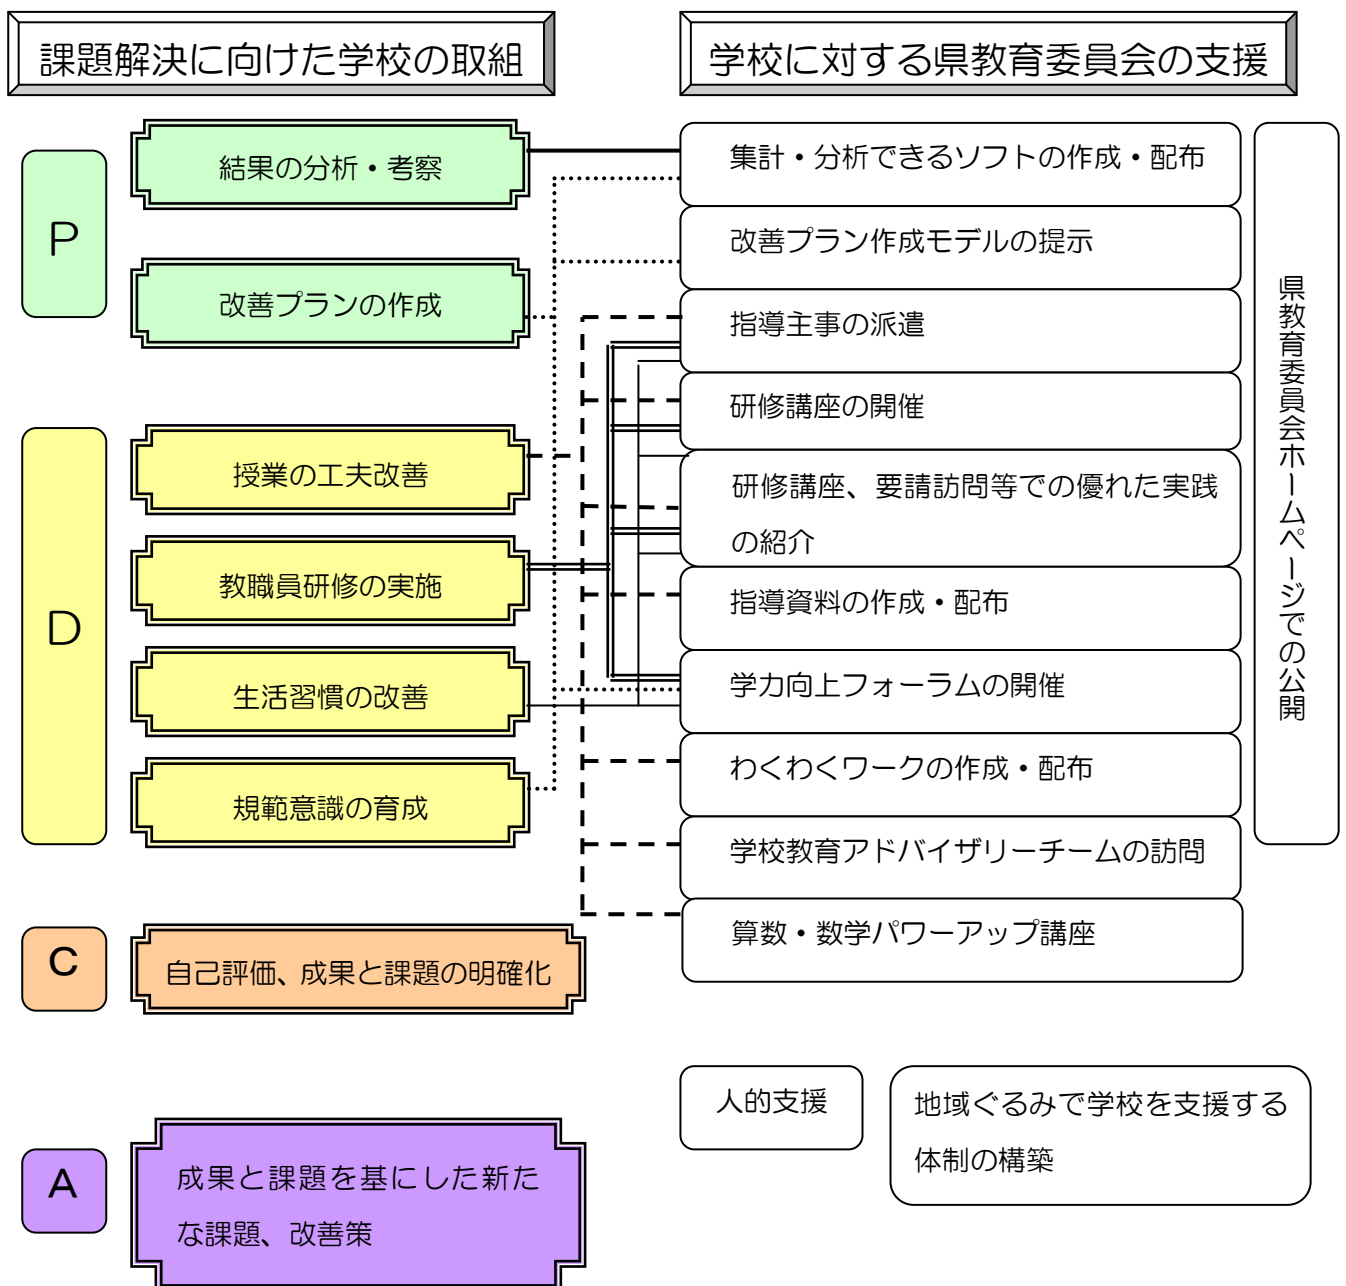 課題解決に向けた学校の取組
学校に対する県教育委員会の支援
P
結果の分析・考察
改善プランの作成
D
授業の工夫改善
教職員研修の実施
生活習慣の改善
規範意識の育成
C
自己評価、成果と課題の明確化
A
成果と課題を基にした新た
な課題、改善策
集計・分析できるソフトの作成・配布
改善プラン作成モデルの提示
指導主事の派遣
研修講座の開催
研修講座、要請訪問等での優れた実践
の紹介
指導資料の作成・配布
学力向上フォーラムの開催
わくわくワークの作成・配布
学校教育アドバイザリーチームの訪問
算数・数学パワーアップ講座
県教育委員会ホームページでの公開
人的支援
地域ぐるみで学校を支援する
体制の構築